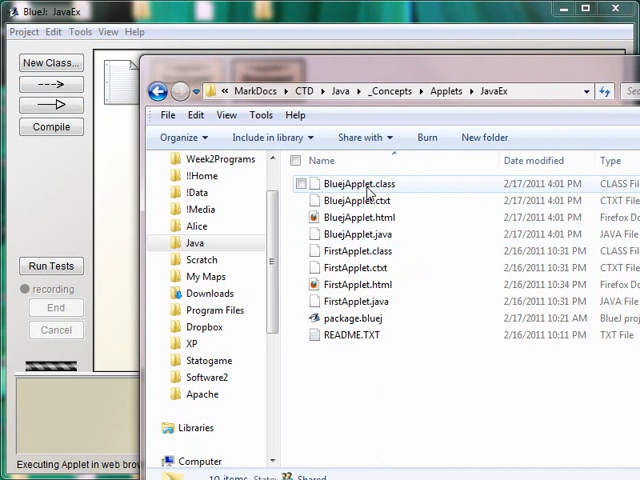 BlueJ: JavaEx
Project Edit Tools View Help
New Class...
Compile
Run Tests
recording
End
Cancel
Executing Applet in web brow
« MarkDocs CTD Java _Concepts Applets JavaEx
File Edit View Tools Help
Organize Include in library Share with Burn New folder
Week2Programs
!!Home
!Data
!Media
Alice
Java
Scratch
My Maps
Downloads
Program Files
Dropbox
XP
Statogame
Software2
Apache
Libraries
Computer
Name Date modified Type
BluejApplet.class 2/17/2011 4:01 PM CLASS File
BluejApplet.ctxt 2/17/2011 4:01 PM CTXT File
BluejApplet.html 2/17/2011 4:01 PM Firefox Do
BluejApplet.java 2/17/2011 4:01 PM JAVA File
FirstApplet.class 2/16/2011 10:31 PM CLASS File
FirstApplet.ctxt 2/16/2011 10:31 PM CTXT File
FirstApplet.html 2/16/2011 10:34 PM Firefox Do
FirstApplet.java 2/16/2011 10:31 PM JAVA File
package.bluej 2/17/2011 10:21 AM BlueJ proj
README.TXT 2/16/2011 10:11 PM TXT File
10 items State: Shared